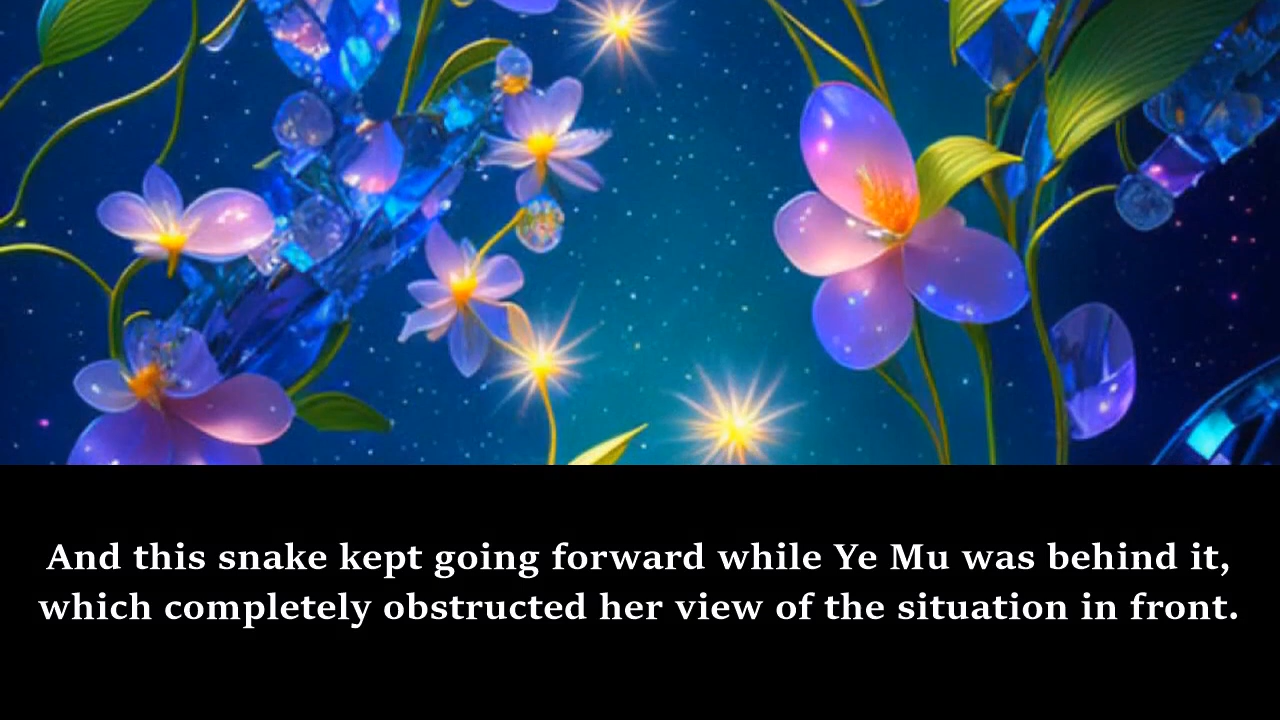 And this snake kept going forward while Ye Mu was behind it,
which completely obstructed her view of the situation in front.